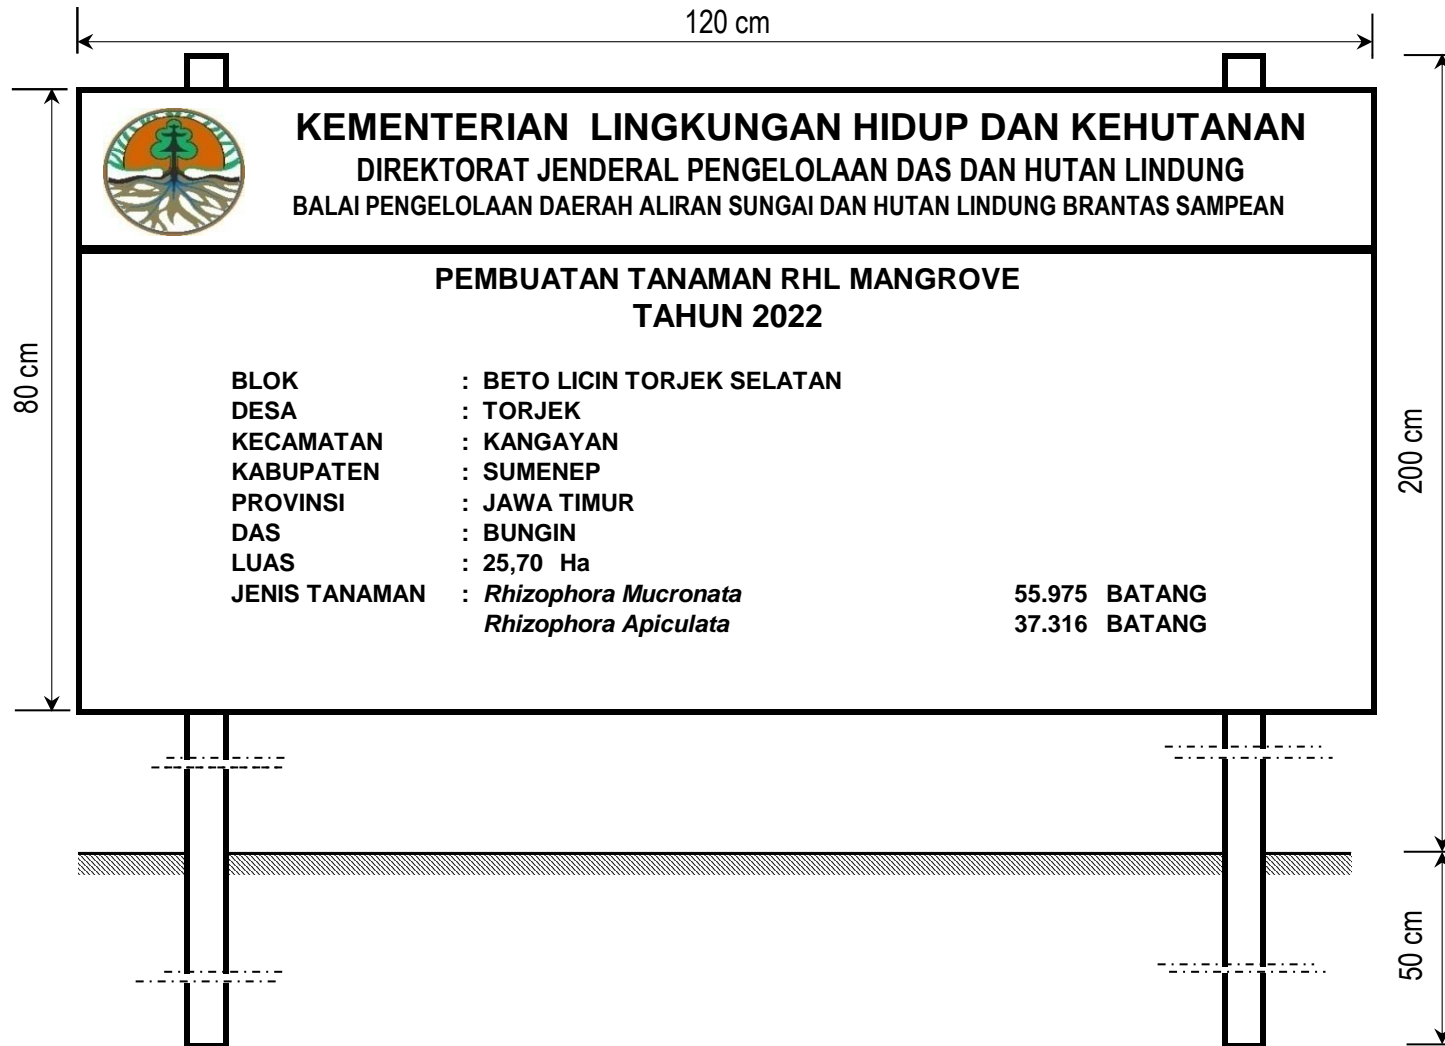 120 cm
KEMENTERIAN LINGKUNGAN HIDUP DAN KEHUTANAN
DIREKTORAT JENDERAL PENGELOLAAN DAS DAN HUTAN LINDUNG
BALAI PENGELOLAAN DAERAH ALIRAN SUNGAI DAN HUTAN LINDUNG BRANTAS SAMPEAN
PEMBUATAN TANAMAN RHL MANGROVE
TAHUN 2022
80 cm
BLOK : BETO LICIN TORJEK SELATAN
DESA : TORJEK
KECAMATAN : KANGAYAN
KABUPATEN : SUMENEP
PROVINSI : JAWA TIMUR
DAS : BUNGIN
LUAS : 25,70 Ha
JENIS TANAMAN : Rhizophora Mucronata 55.975 BATANG
Rhizophora Apiculata 37.316 BATANG
200 cm
50 cm